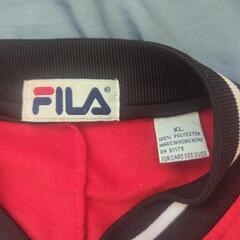 FILA
®
XL
100% POLYESTER
MADE IN HONG KONG
RN 91175
FOR CARE SEE OVER